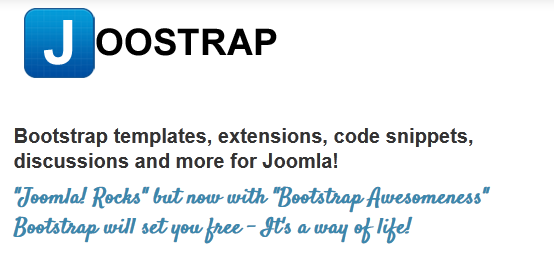 JOOSTRAP
Bootstrap templates, extensions, code snippets,
discussions and more for Joomla!
"Joomla! Rocks" but now with "Bootstrap Awesomeness"
Bootstrap will set you free - It's a way of life!